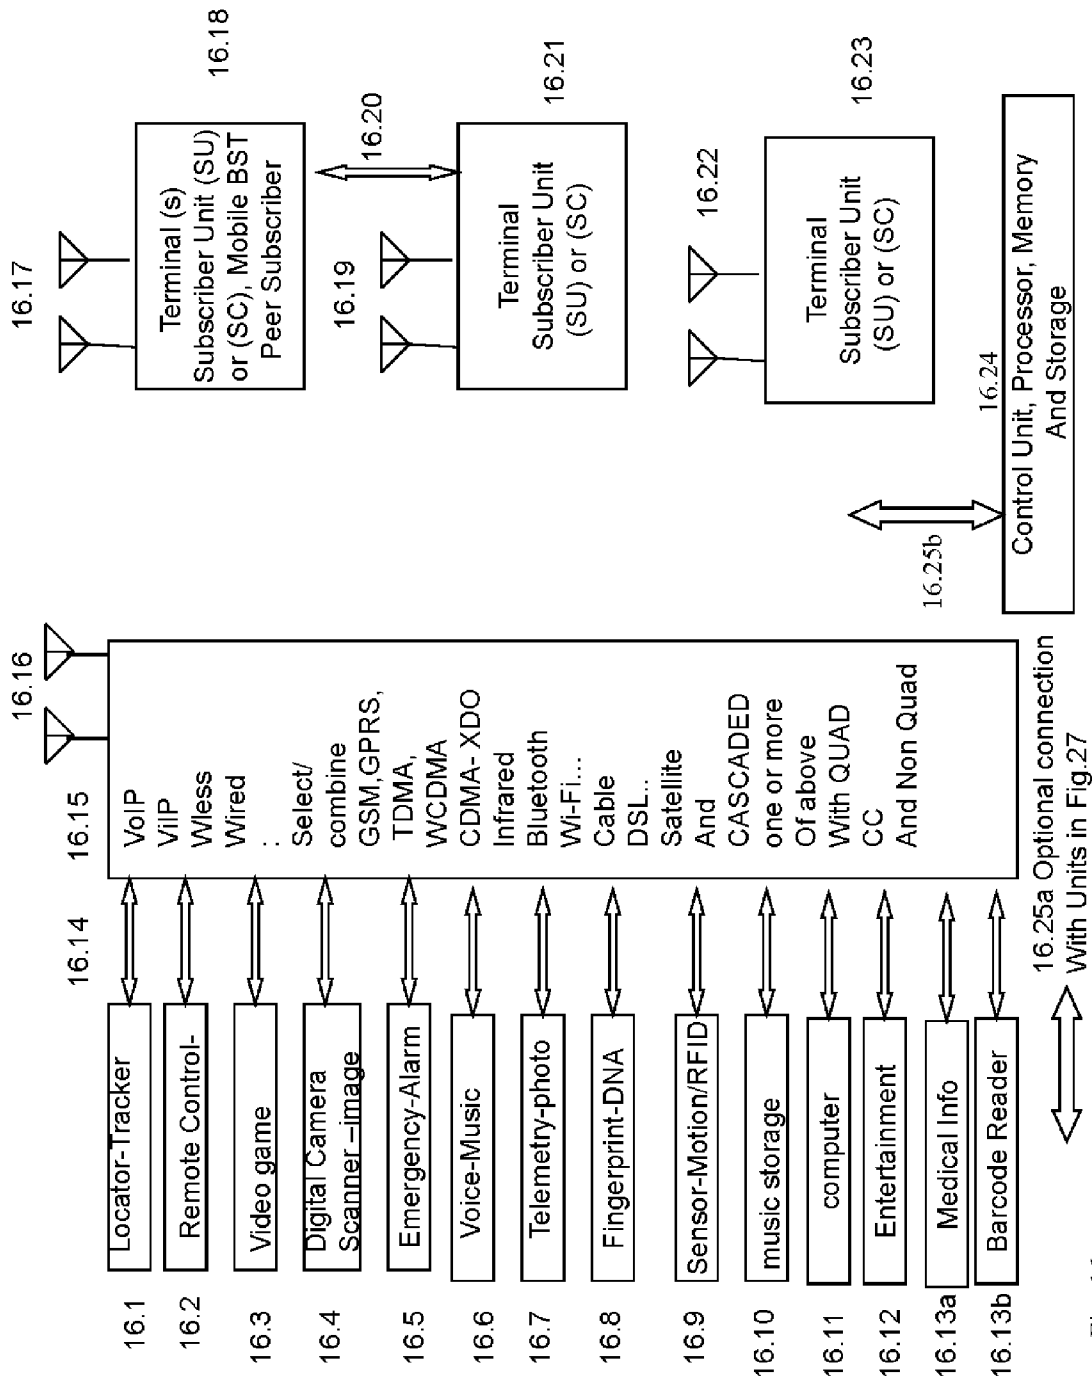 16.1
Locator-Tracker
16.2
Remote Control-
16.3
Video game
16.4
Digital Camera
Scanner –image
16.5
Emergency-Alarm
16.6
Voice-Music
16.7
Telemetry-photo
16.8
Fingerprint-DNA
16.9
Sensor-Motion/RFID
16.10
music storage
16.11
computer
16.12
Entertainment
16.13a
Medical Info
16.13b
Barcode Reader
16.14
16.15
VoIP
ViP
Wless
Wired
:
Select/
combine
GSM,GPRS,
TDMA,
WCDMA
CDMA- XDO
Infrared
Bluetooth
Wi-Fi...
Cable
DSL..
Satellite
And
CASCADED
one or more
Of above
With QUAD
CC
And Non Quad
16.16
16.25a Optional connection
With Units in Fig.27
16.17
Terminal (s)
Subscriber Unit (SU)
or (SC), Mobile BST
Peer Subscriber
16.18
16.19
16.20
Terminal
Subscriber Unit
(SU) or (SC)
16.21
16.22
Terminal
Subscriber Unit
(SU) or (SC)
16.23
16.25b
16.24
Control Unit, Processor, Memory
And Storage